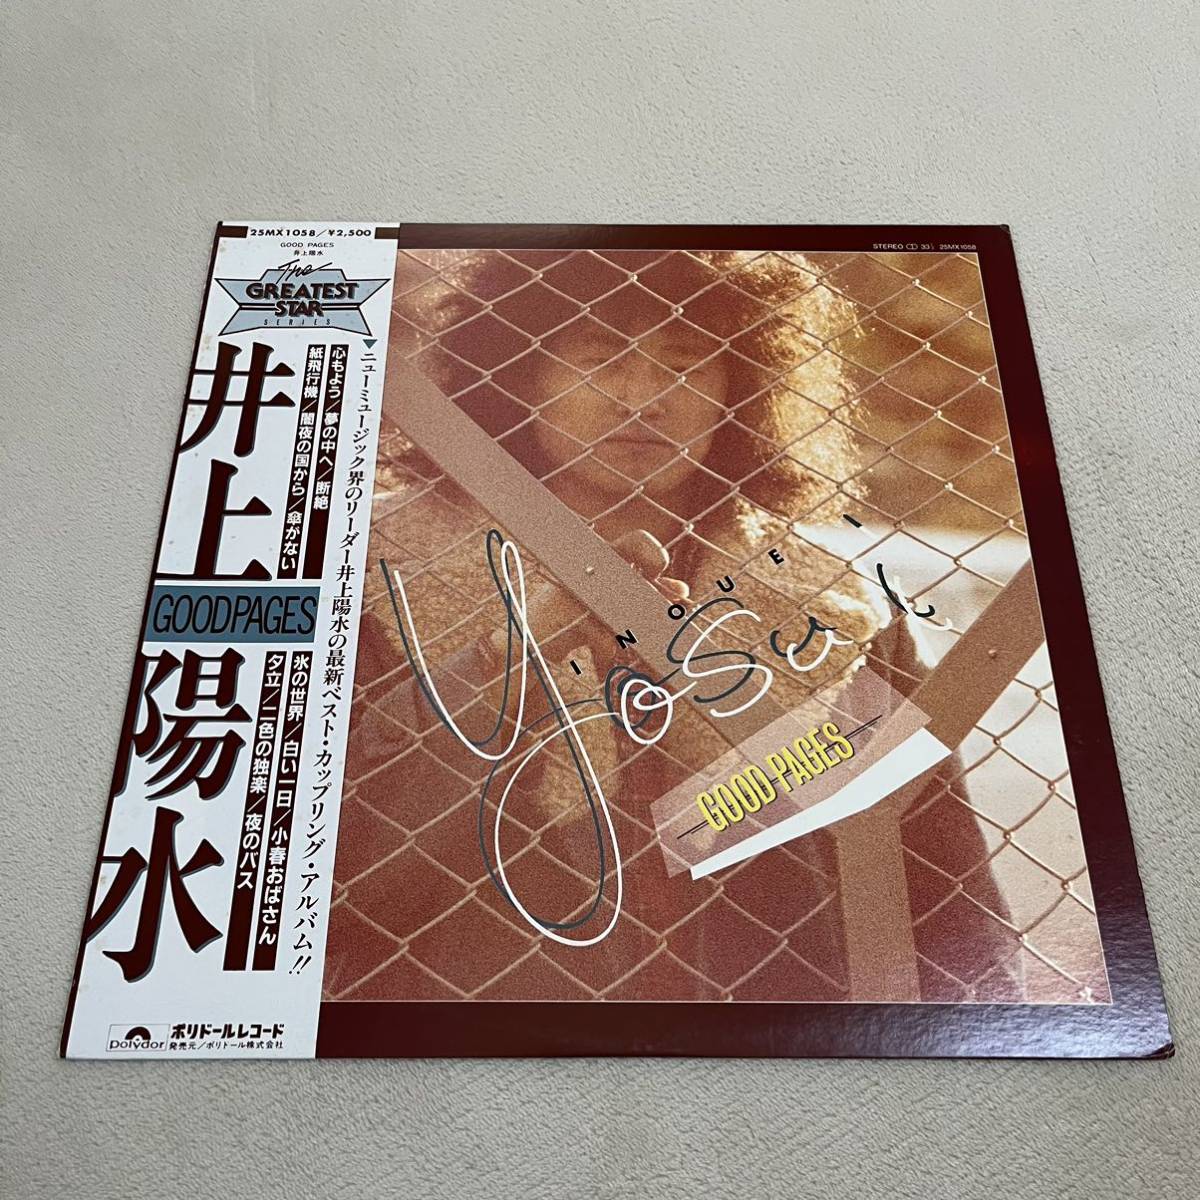 25MX1058/¥2,500
GOOD PAGES
井上陽水
The
GREATEST
STAR
SERIES
▼ニューミュージック界のリーダー井上陽水の最新ベスト・カップリング・アルバム!!
心もよう/夢の中へ/断絶
紙飛行機/闇夜の国から/傘がない
井上陽水
GOOD PAGES
氷の世界/白い一日/小春おばさん
夕立/二色の独楽/夜のバス
polydor
ポリドールレコード
発売元/ポリドール株式会社
STEREO 33⅓ 25MX1058
INOUEI
YoSui
GOOD PAGES